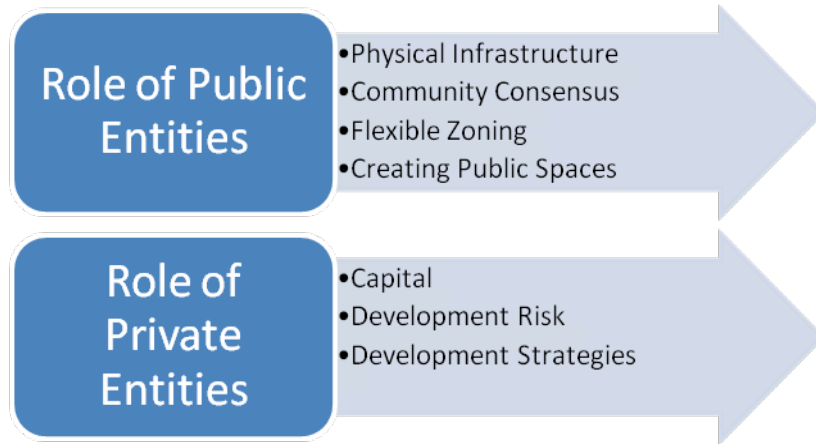 Role of Public
Entities
•Physical Infrastructure
•Community Consensus
•Flexible Zoning
•Creating Public Spaces
Role of
Private
Entities
•Capital
•Development Risk
•Development Strategies